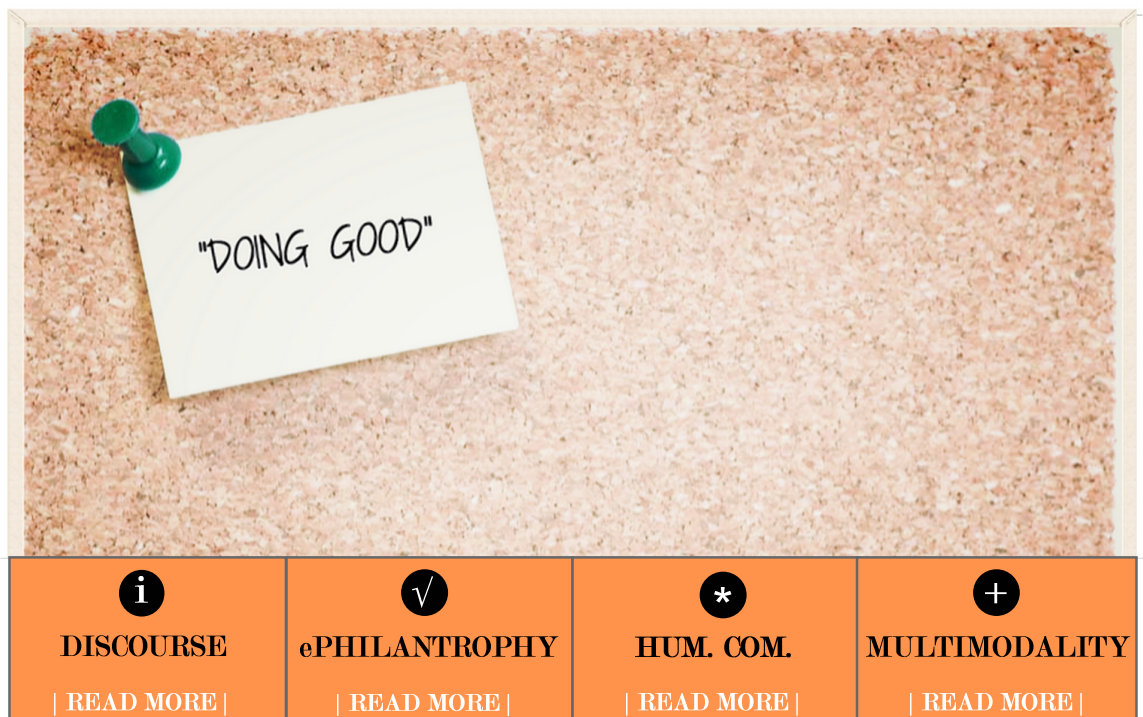 "DOING GOOD"
i √ * +
DISCOURSE ePHILANTROPHY HUM. COM. MULTIMODALITY
| READ MORE | | READ MORE | | READ MORE | | READ MORE |